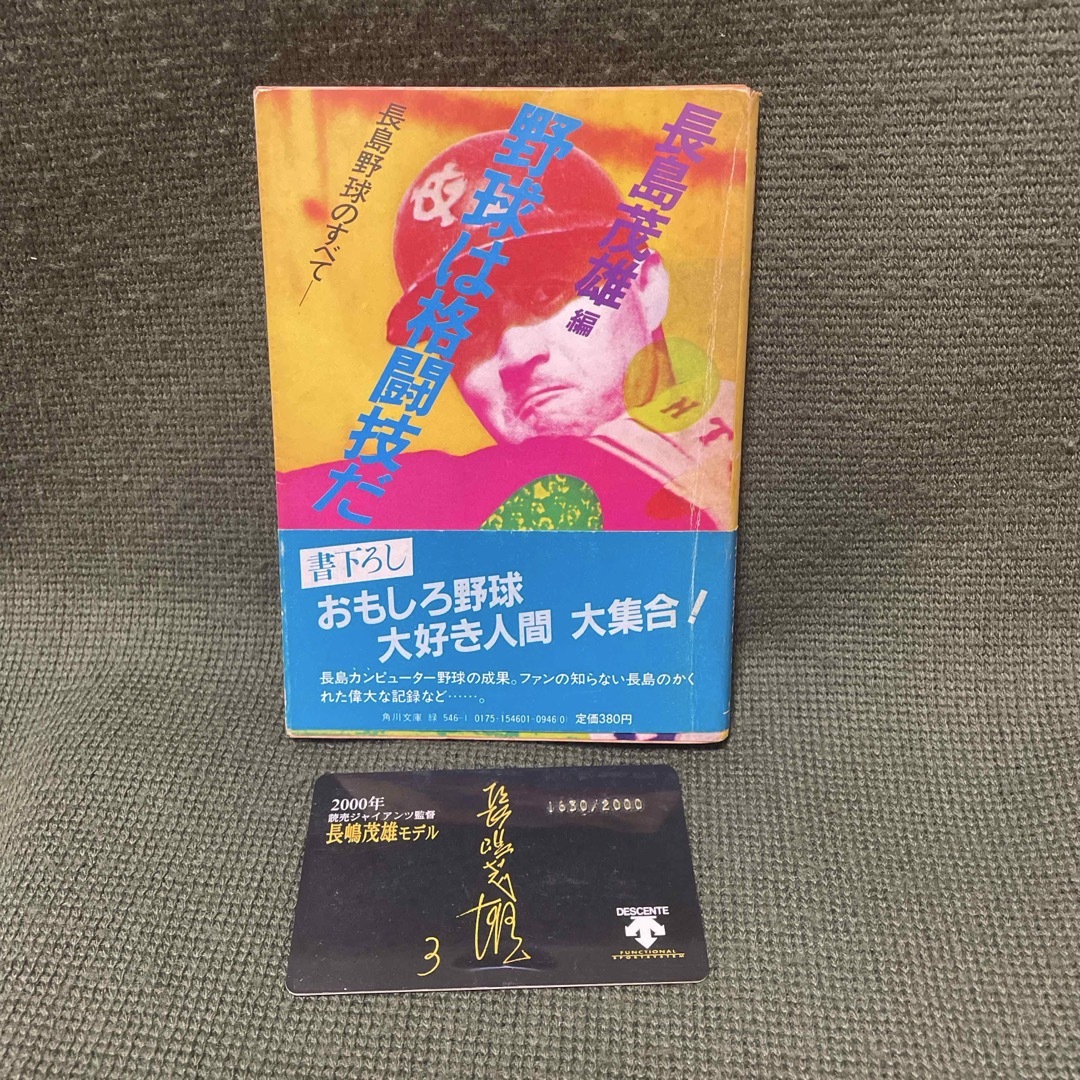 長島茂雄 編
野球は格闘技だ
長島野球のすべて—
書下ろし
おもしろ野球
大好き人間 大集合!
長島カンピューター野球の成果。ファンの知らない長島のかく
れた偉大な記録など……。
角川文庫 緑 546-1 0175-154601-0946(0) 定価380円
2000年
読売ジャイアンツ監督
長嶋茂雄モデル
1630/2000
長嶋茂雄
3
DESCENTE
FUNCTIONAL
SPORTSYSTEM